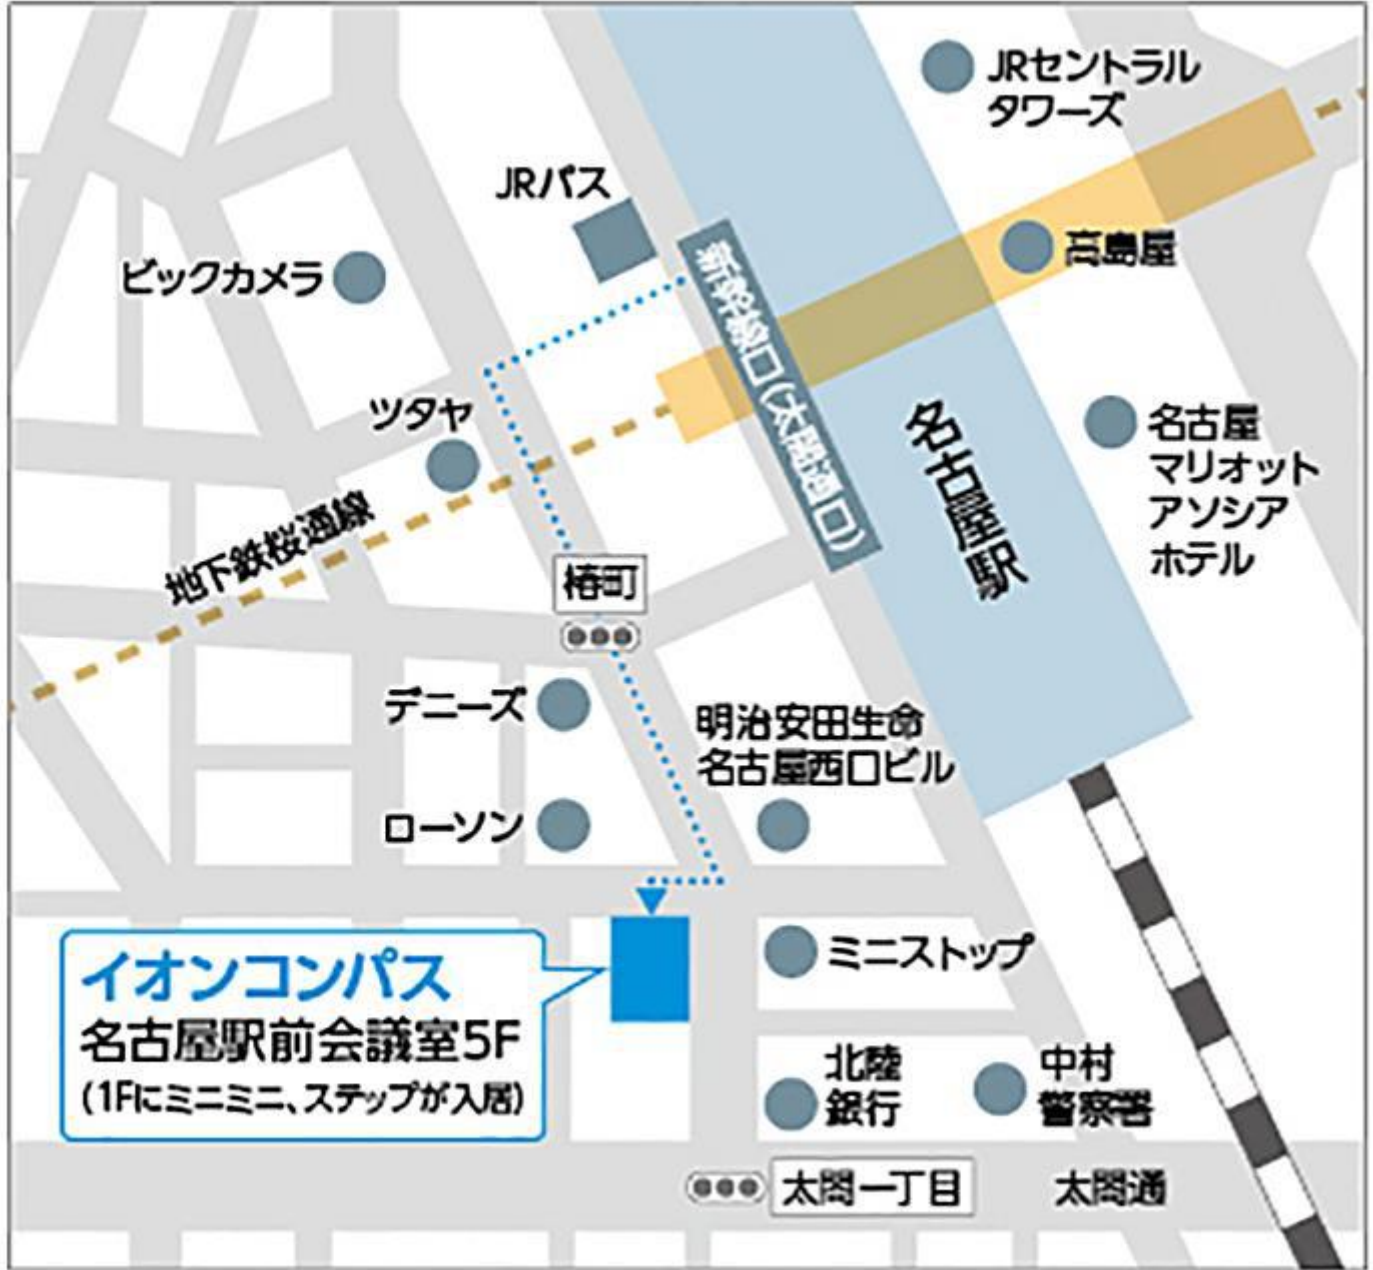 JRセントラル
タワーズ
JRバス
髙島屋
ビックカメラ
新幹線口(太閤通口)
ツタヤ
名古屋駅
名古屋
マリオット
アソシア
ホテル
地下鉄桜通線
椿町
デニーズ
明治安田生命
名古屋西口ビル
ローソン
イオンコンパス
名古屋駅前会議室5F
(1Fにミニミニ、ステップが入居)
ミニストップ
北陸
銀行
中村
警察署
太閤一丁目
太閤通